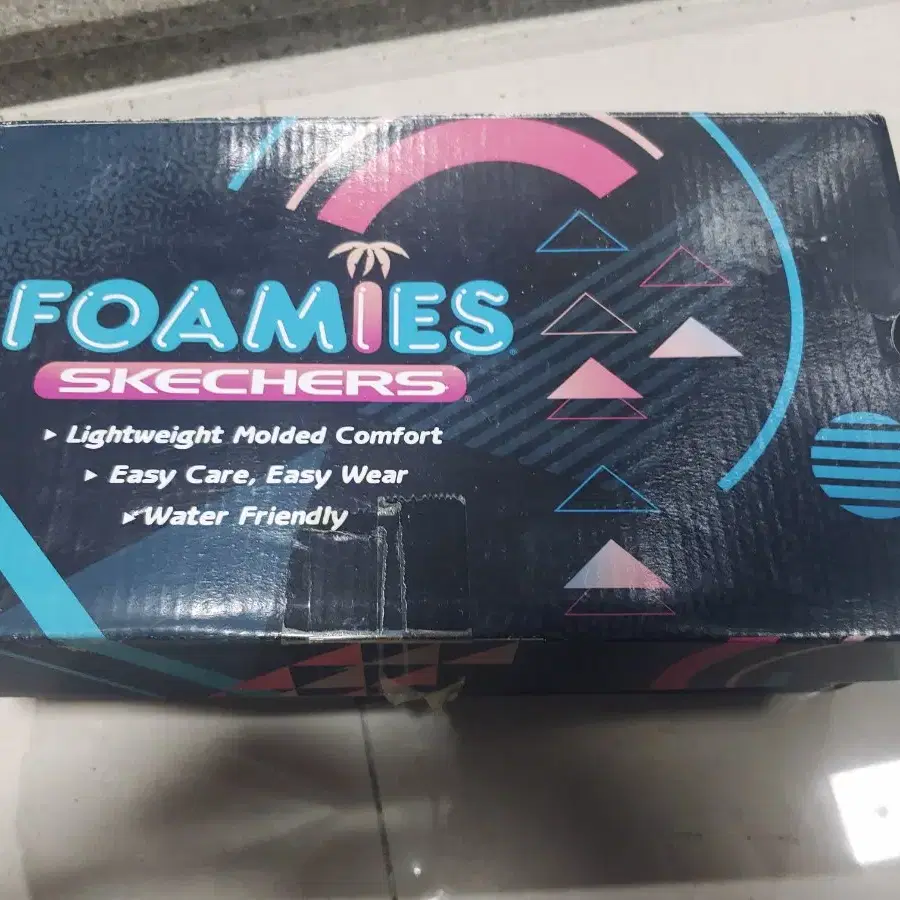 FOAMIES®
SKECHERS®
▸ Lightweight Molded Comfort
▸ Easy Care, Easy Wear
▸ Water Friendly